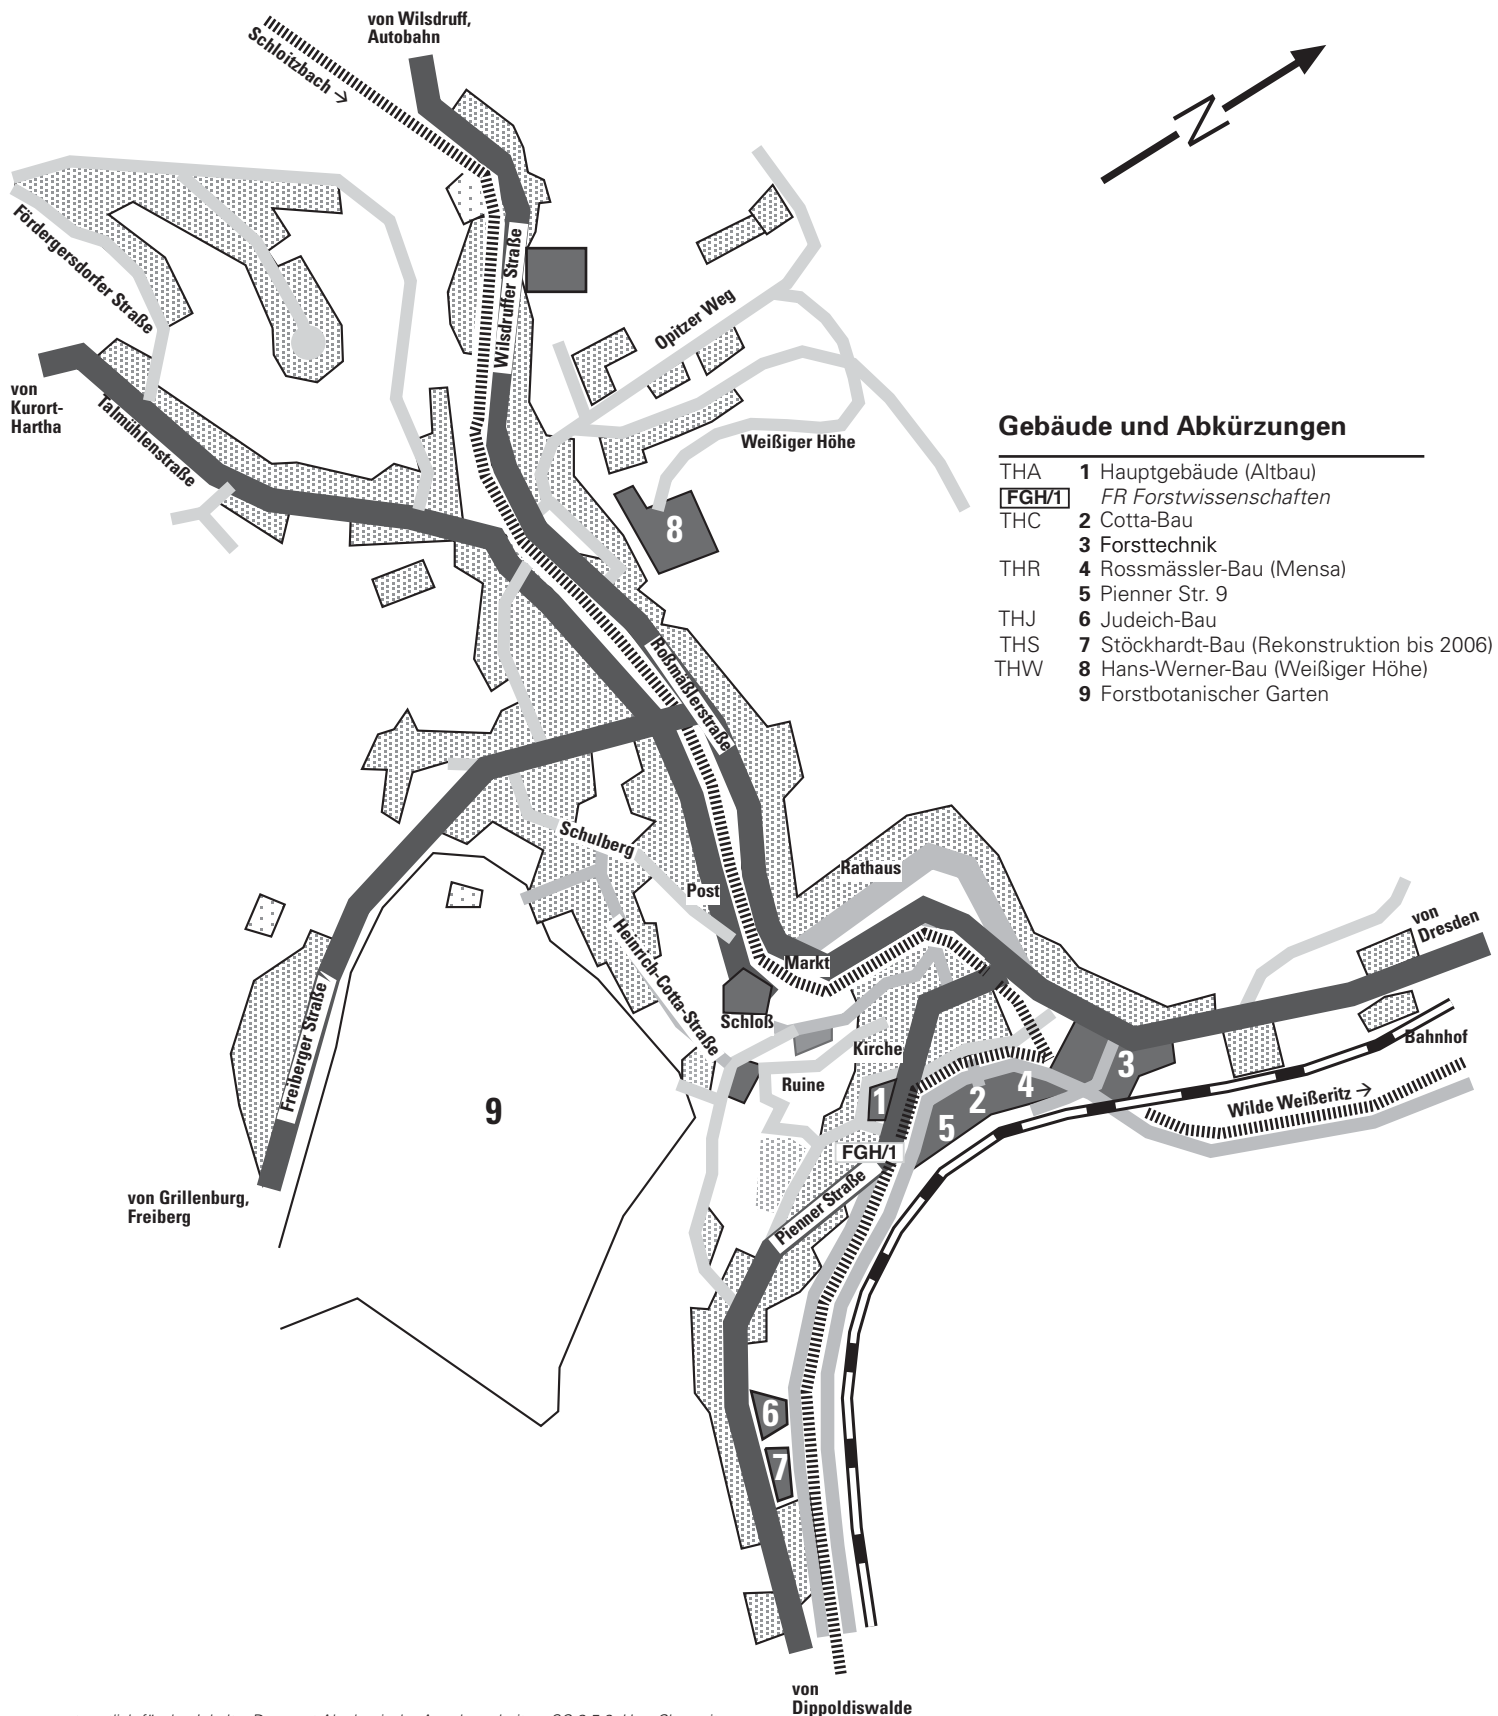 von Wilsdruff,
Autobahn
Schloitzbach →
N
Fördergersdorfer Straße
Wilsdruffer Straße
Opitzer Weg
von
Kurort-
Hartha
Talmühlenstraße
Weißiger Höhe
8
Gebäude und Abkürzungen
THA 1 Hauptgebäude (Altbau)
FGH/1 FR Forstwissenschaften
THC 2 Cotta-Bau
3 Forsttechnik
THR 4 Rossmässler-Bau (Mensa)
5 Pienner Str. 9
THJ 6 Judeich-Bau
THS 7 Stöckhardt-Bau (Rekonstruktion bis 2006)
THW 8 Hans-Werner-Bau (Weißiger Höhe)
9 Forstbotanischer Garten
Roßmäßlerstraße
Schulberg
Rathaus
Post
von
Dresden
Heinrich-Cotta-Straße
Markt
Schloß
Freiberger Straße
Kirche
Bahnhof
Ruine
3
4
2
1
5
9
Wilde Weißeritz →
FGH/1
Pienner Straße
von Grillenburg,
Freiberg
6
7
von
Dippoldiswalde